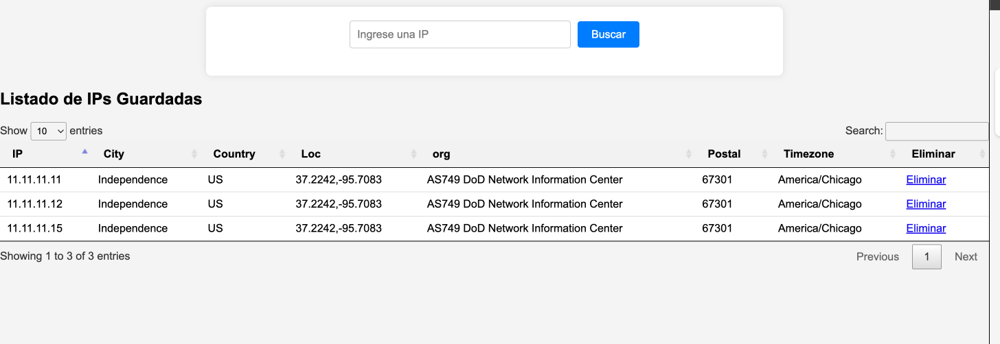 Ingrese una IP Buscar
Listado de IPs Guardadas
Show 10 entries Search:
IP City Country Loc org Postal Timezone Eliminar
11.11.11.11 Independence US 37.2242,-95.7083 AS749 DoD Network Information Center 67301 America/Chicago Eliminar
11.11.11.12 Independence US 37.2242,-95.7083 AS749 DoD Network Information Center 67301 America/Chicago Eliminar
11.11.11.15 Independence US 37.2242,-95.7083 AS749 DoD Network Information Center 67301 America/Chicago Eliminar
Showing 1 to 3 of 3 entries Previous 1 Next